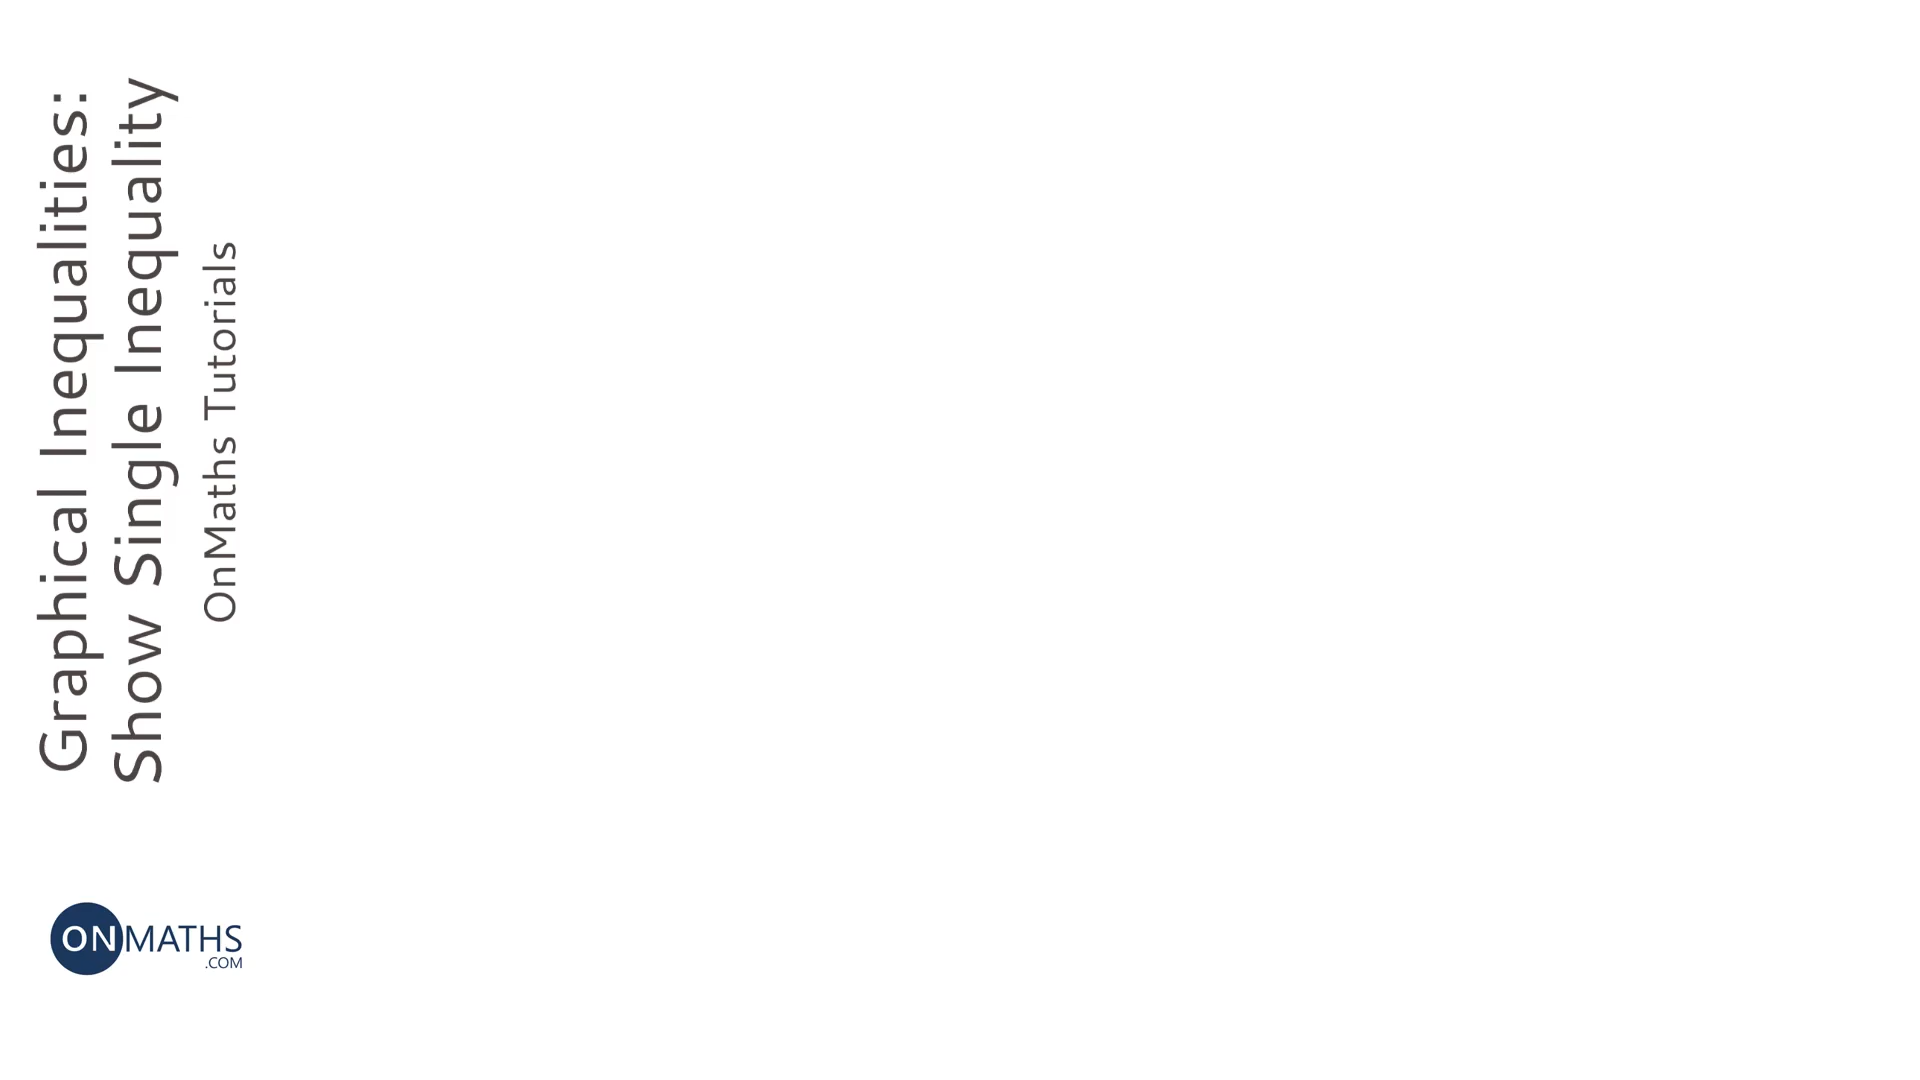 Graphical Inequalities:
Show Single Inequality
OnMaths Tutorials
ONMATHS
.COM